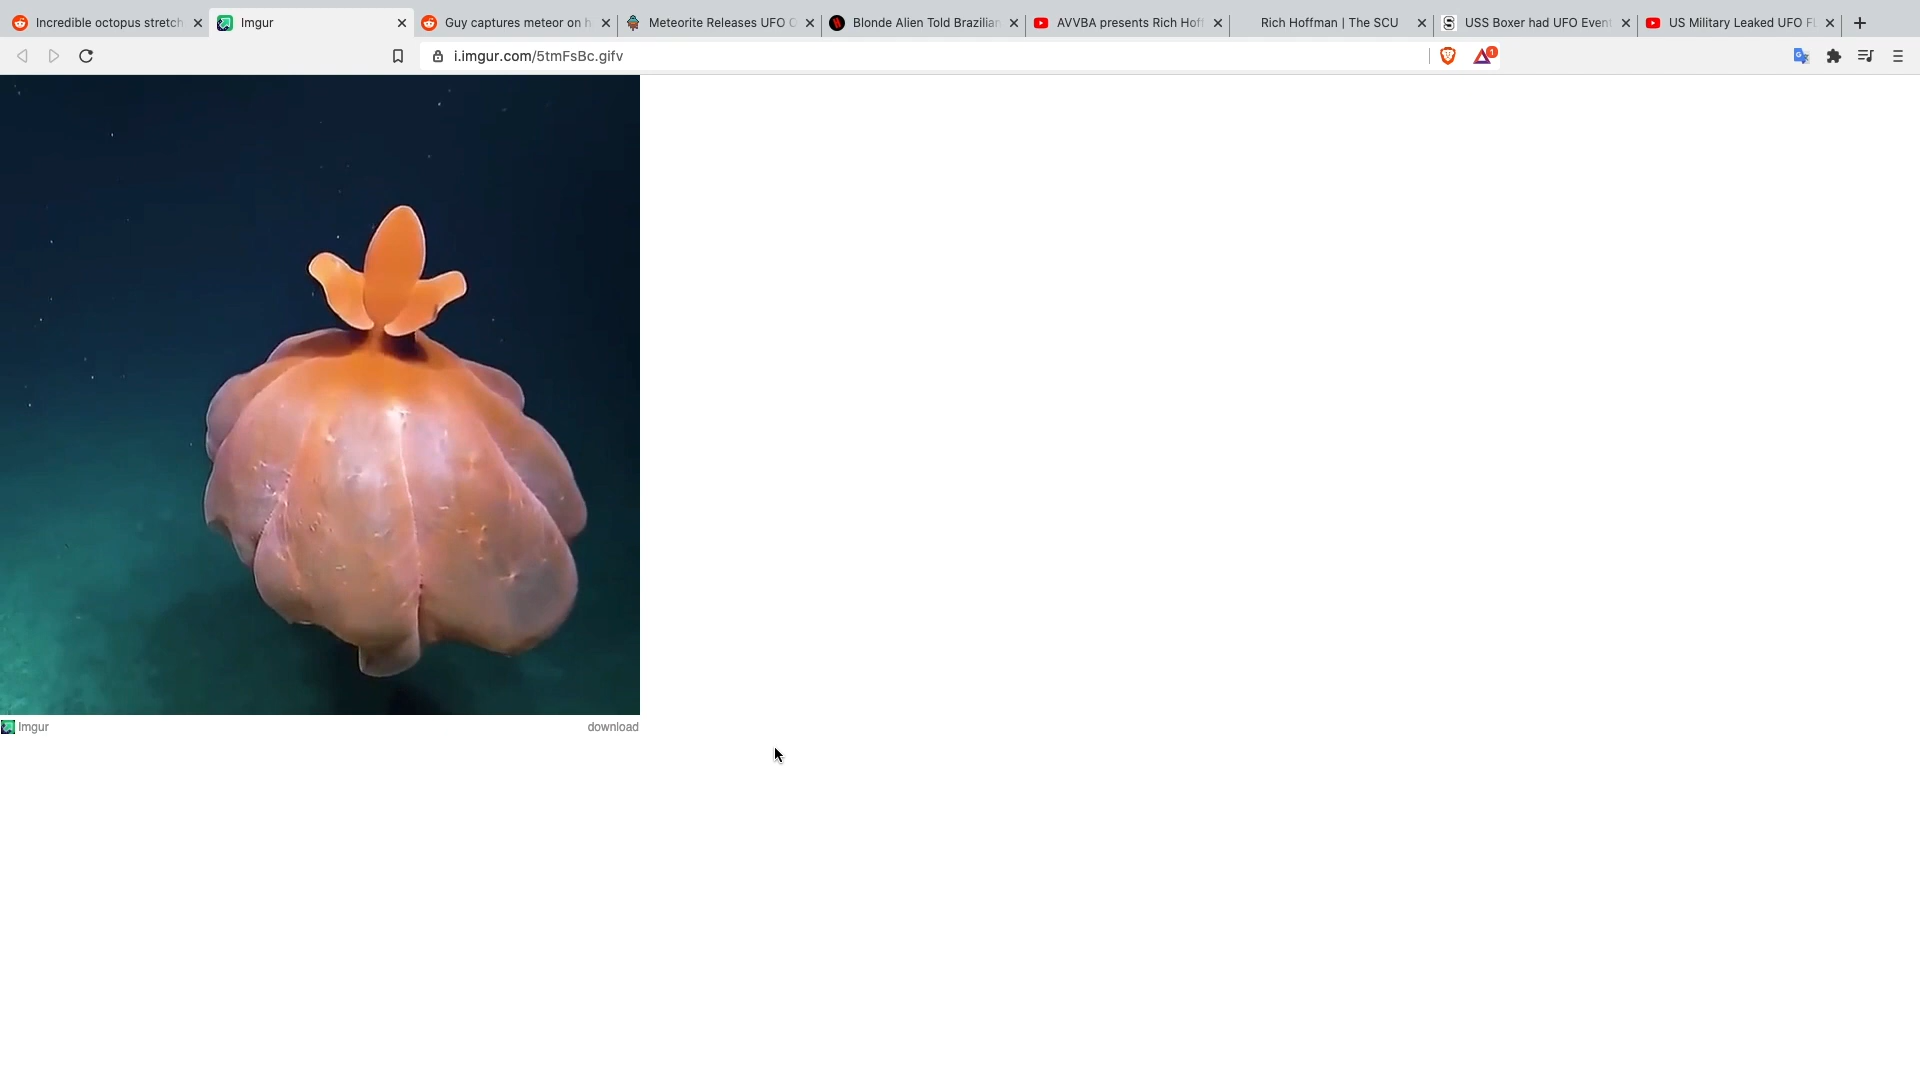 Incredible octopus stretch
Imgur
Guy captures meteor on h
Meteorite Releases UFO
Blonde Alien Told Brazilian
AVVBA presents Rich Hoff
Rich Hoffman | The SCU
USS Boxer had UFO Event
US Military Leaked UFO
i.imgur.com/5tmFsBc.gifv
1
Imgur
download